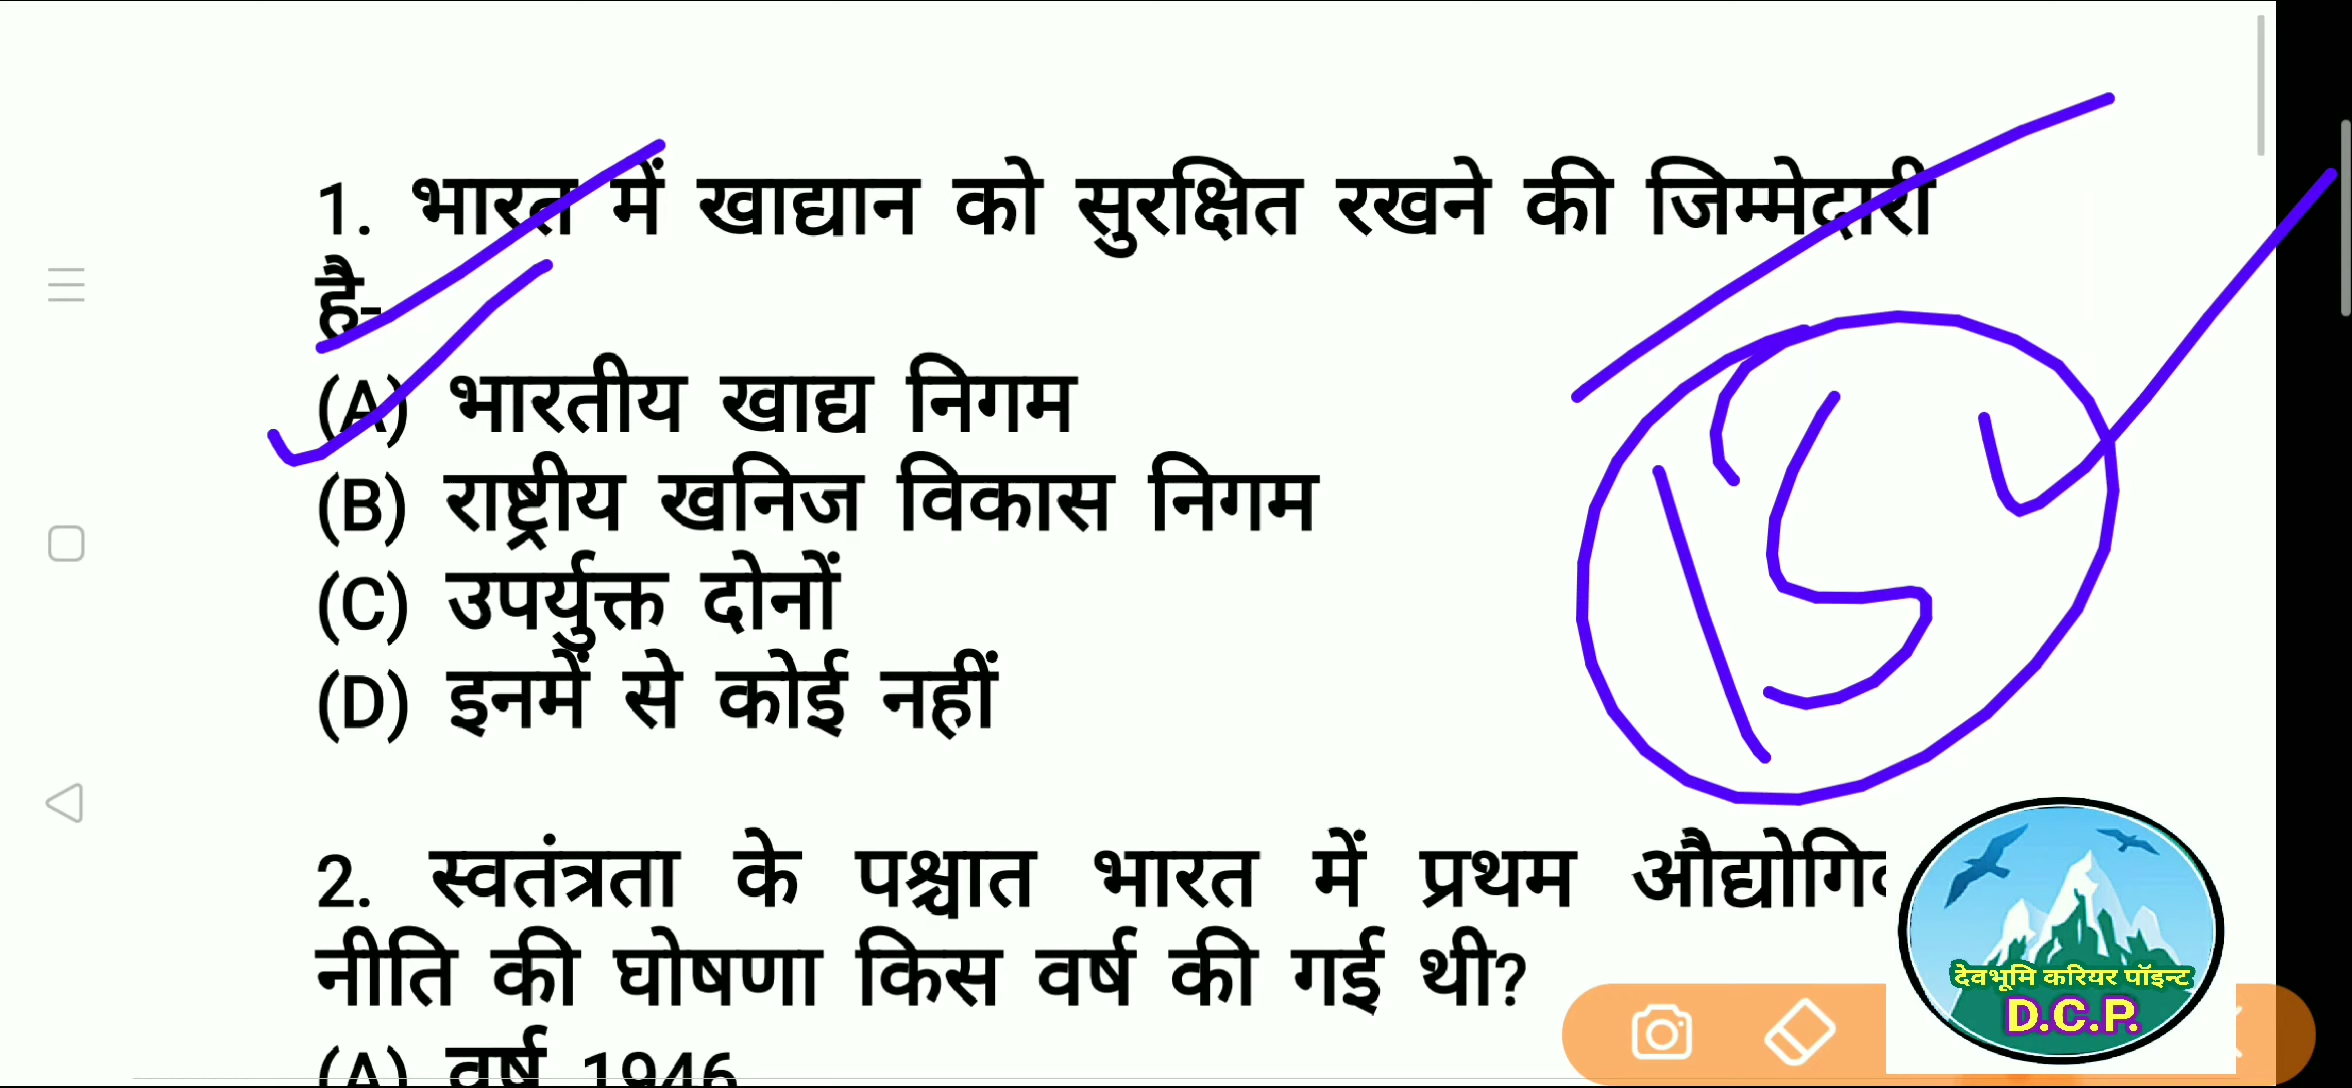 1. भारत में खाद्यान को सुरक्षित रखने की जिम्मेदारी
है-
(A) भारतीय खाद्य निगम
(B) राष्ट्रीय खनिज विकास निगम
(C) उपर्युक्त दोनों
(D) इनमें से कोई नहीं
15
2. स्वतंत्रता के पश्चात भारत में प्रथम
नीति की घोषणा किस वर्ष की गई थी?
(A) वर्ष 1946
देवभूमि करियर पॉइन्ट
D.C.P.